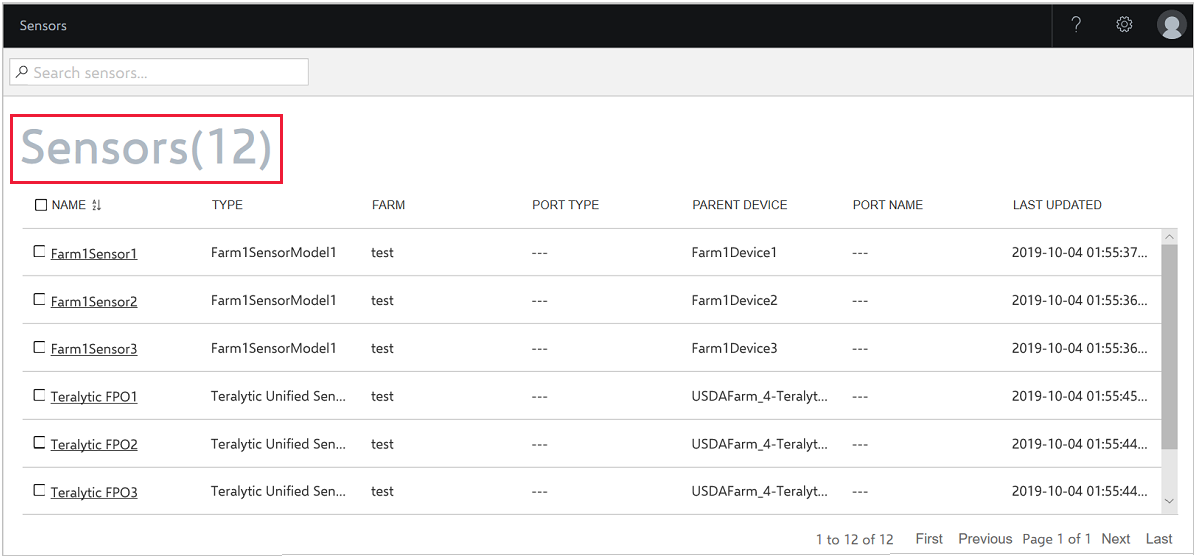 Sensors
?
Search sensors...
Sensors(12)
NAME TYPE FARM PORT TYPE PARENT DEVICE PORT NAME LAST UPDATED
Farm1Sensor1 Farm1SensorModel1 test --- Farm1Device1 --- 2019-10-04 01:55:37...
Farm1Sensor2 Farm1SensorModel1 test --- Farm1Device2 --- 2019-10-04 01:55:36...
Farm1Sensor3 Farm1SensorModel1 test --- Farm1Device3 --- 2019-10-04 01:55:36...
Teralytic FPO1 Teralytic Unified Sen... test --- USDAFarm_4-Teralyt... --- 2019-10-04 01:55:45...
Teralytic FPO2 Teralytic Unified Sen... test --- USDAFarm_4-Teralyt... --- 2019-10-04 01:55:44...
Teralytic FPO3 Teralytic Unified Sen... test --- USDAFarm_4-Teralyt... --- 2019-10-04 01:55:44...
1 to 12 of 12 First Previous Page 1 of 1 Next Last